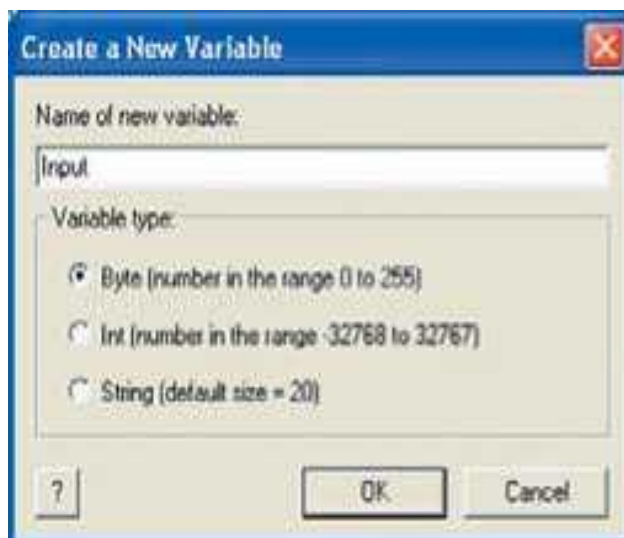 Create a New Variable
Name of new variable:
Input
Variable type:
Byte (number in the range 0 to 255)
Int (number in the range -32768 to 32767)
String (default size = 20)
? OK Cancel